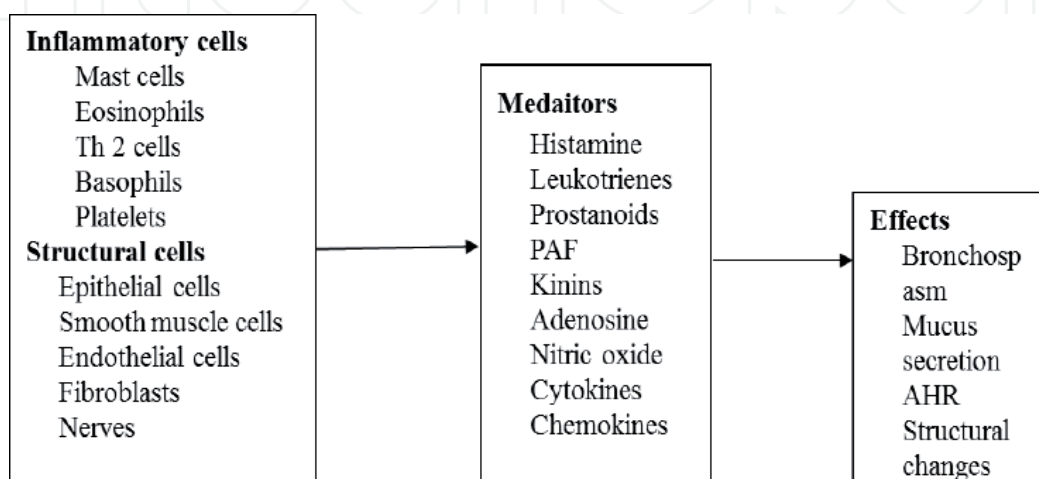 Inflammatory cells
Mast cells
Eosinophils
Th 2 cells
Basophils
Platelets
Structural cells
Epithelial cells
Smooth muscle cells
Endothelial cells
Fibroblasts
Nerves
Medaitors
Histamine
Leukotrienes
Prostanoids
PAF
Kinins
Adenosine
Nitric oxide
Cytokines
Chemokines
Effects
Bronchosp
asm
Mucus
secretion
AHR
Structural
changes